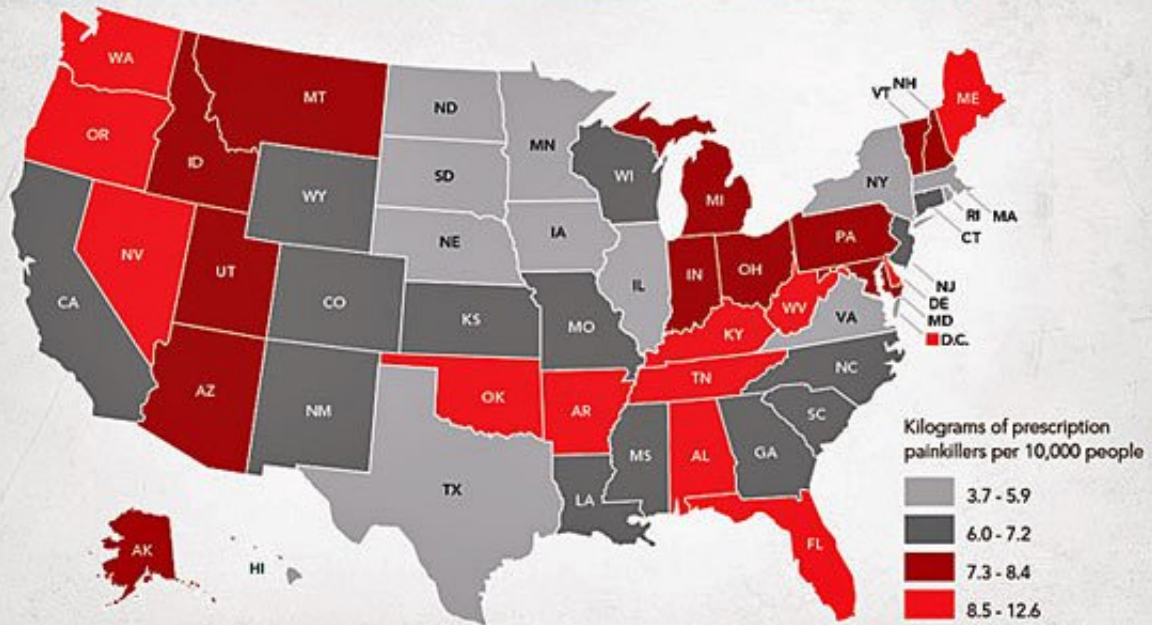 WA
MT
ND
MN
VT
NH
ME
OR
ID
SD
WI
NY
WY
MI
MA
RI
CT
NE
IA
PA
NV
UT
CO
IL
IN
OH
NJ
DE
MD
D.C.
CA
KS
MO
WV
VA
KY
NC
TN
AZ
NM
OK
AR
SC
MS
AL
GA
TX
LA
FL
AK
HI
Kilograms of prescription
painkillers per 10,000 people
3.7 - 5.9
6.0 - 7.2
7.3 - 8.4
8.5 - 12.6